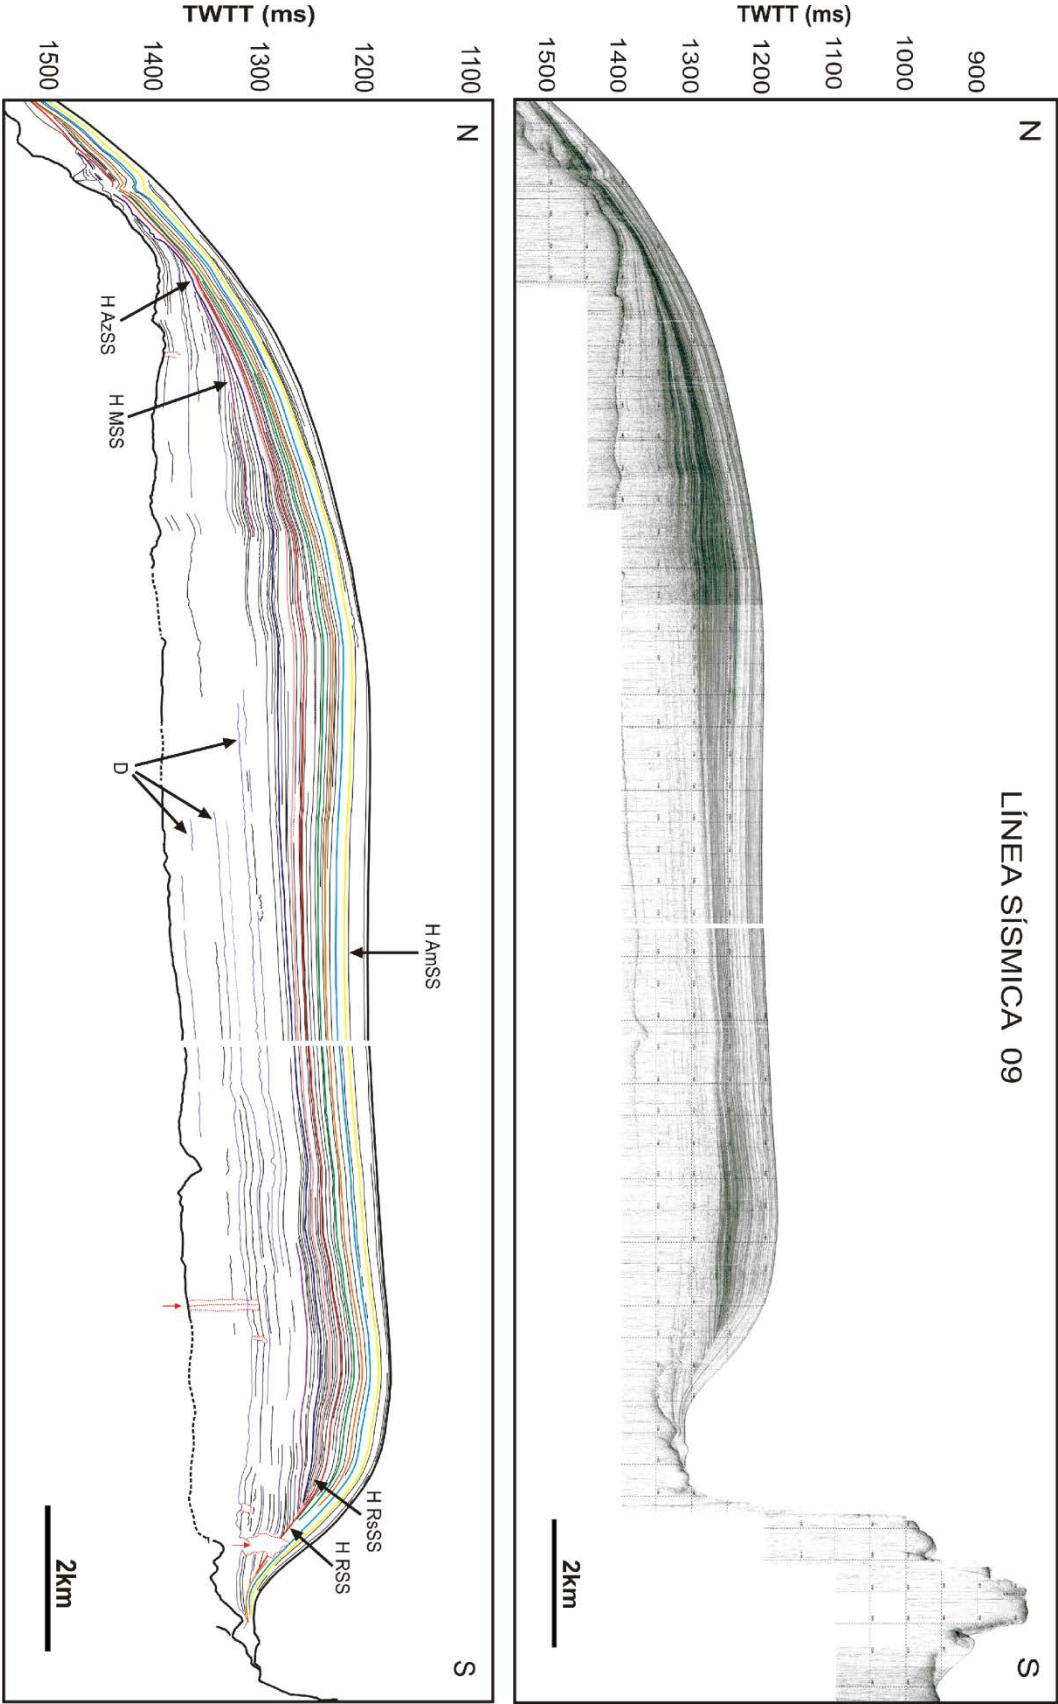 LÍNEA SÍSMICA 09
TWTT (ms)
900
1000
1100
1200
1300
1400
1500
N
S
2km
TWTT (ms)
1100
1200
1300
1400
1500
N
S
H AmSS
H AzSS
H MSS
D
H RsSS
H RSS
2km